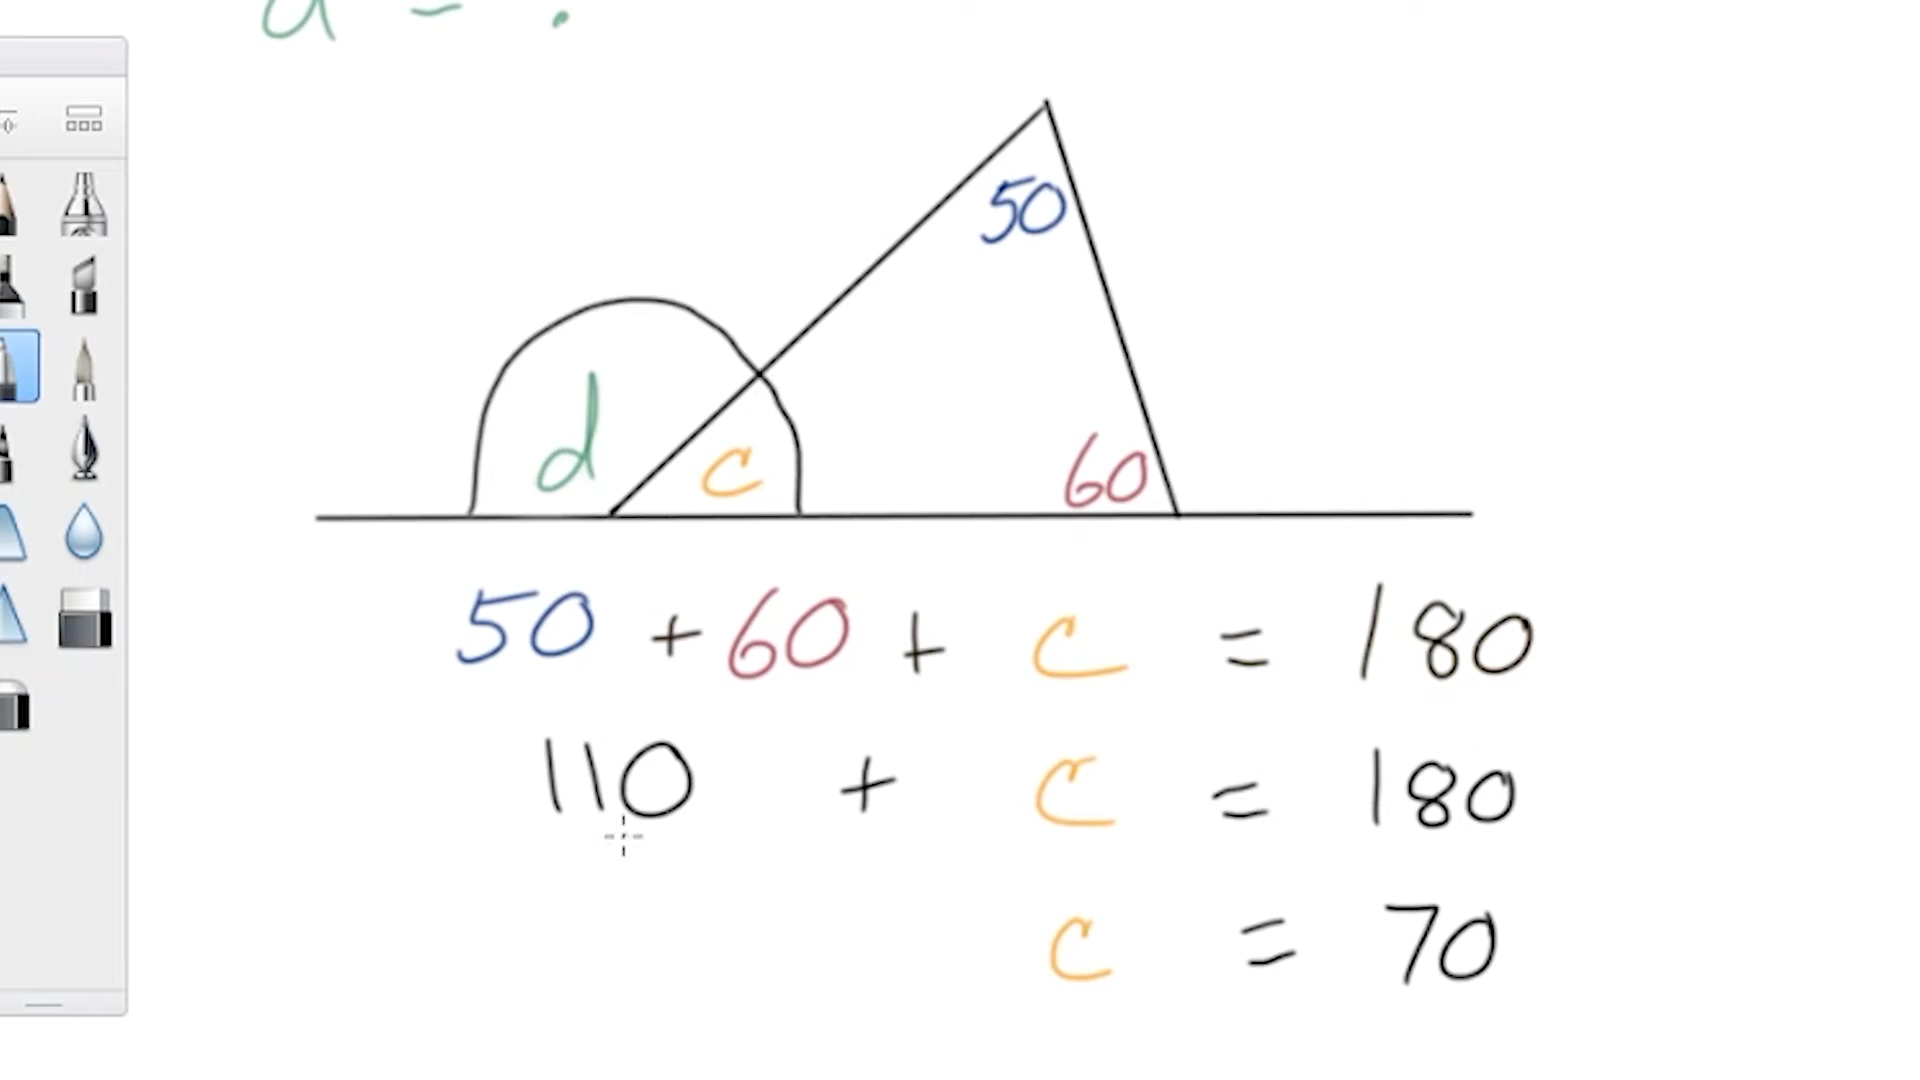 d = ?
50
d
c
60
50 + 60 + c = 180
110 + c = 180
c = 70